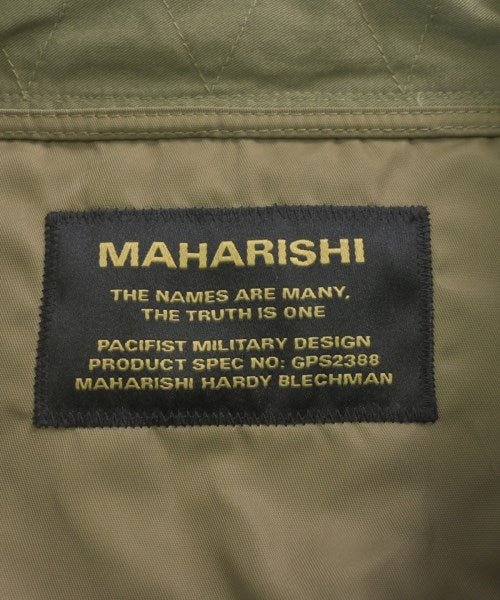 MAHARISHI
THE NAMES ARE MANY,
THE TRUTH IS ONE
PACIFIST MILITARY DESIGN
PRODUCT SPEC NO: GPS2388
MAHARISHI HARDY BLECHMAN